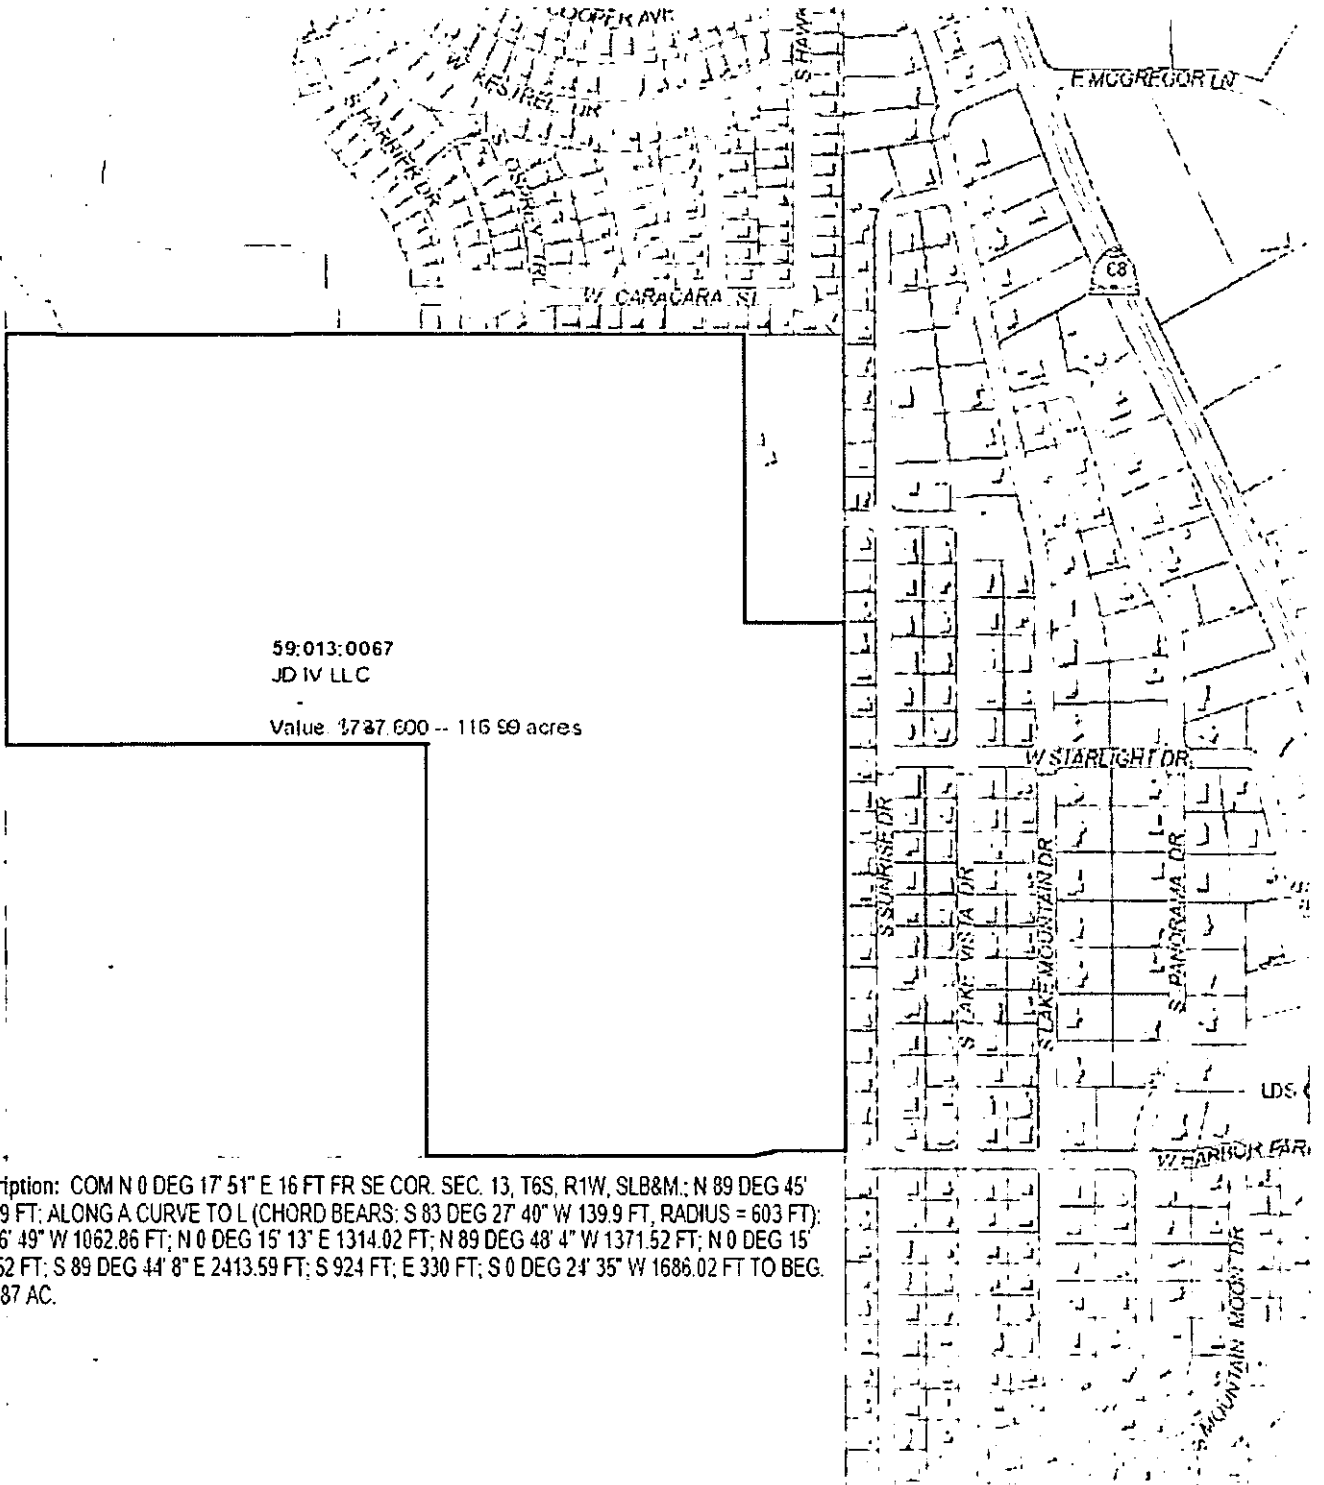 COOPER AVE
S HAWK
W KESTREL DR
E MCGREGOR LN
S HARRIER DR
S OSPREY TRL
68
W CARACARA ST
59:013:0067
JD IV LLC
Value $787,600 -- 116.99 acres
W STARLIGHT DR
S SUNRISE DR
S LAKE VISTA DR
S LAKE MOUNTAIN DR
S PANORAMA DR
LDS
W HARBOR PAR
ription: COM N 0 DEG 17' 51" E 16 FT FR SE COR. SEC. 13, T6S, R1W, SLB&M.; N 89 DEG 45'
9 FT; ALONG A CURVE TO L (CHORD BEARS: S 83 DEG 27' 40" W 139.9 FT, RADIUS = 603 FT);
6' 49" W 1062.86 FT; N 0 DEG 15' 13" E 1314.02 FT; N 89 DEG 48' 4" W 1371.52 FT; N 0 DEG 15'
52 FT; S 89 DEG 44' 8" E 2413.59 FT; S 924 FT; E 330 FT; S 0 DEG 24' 35" W 1686.02 FT TO BEG.
87 AC.
S MOUNTAIN MOON DR